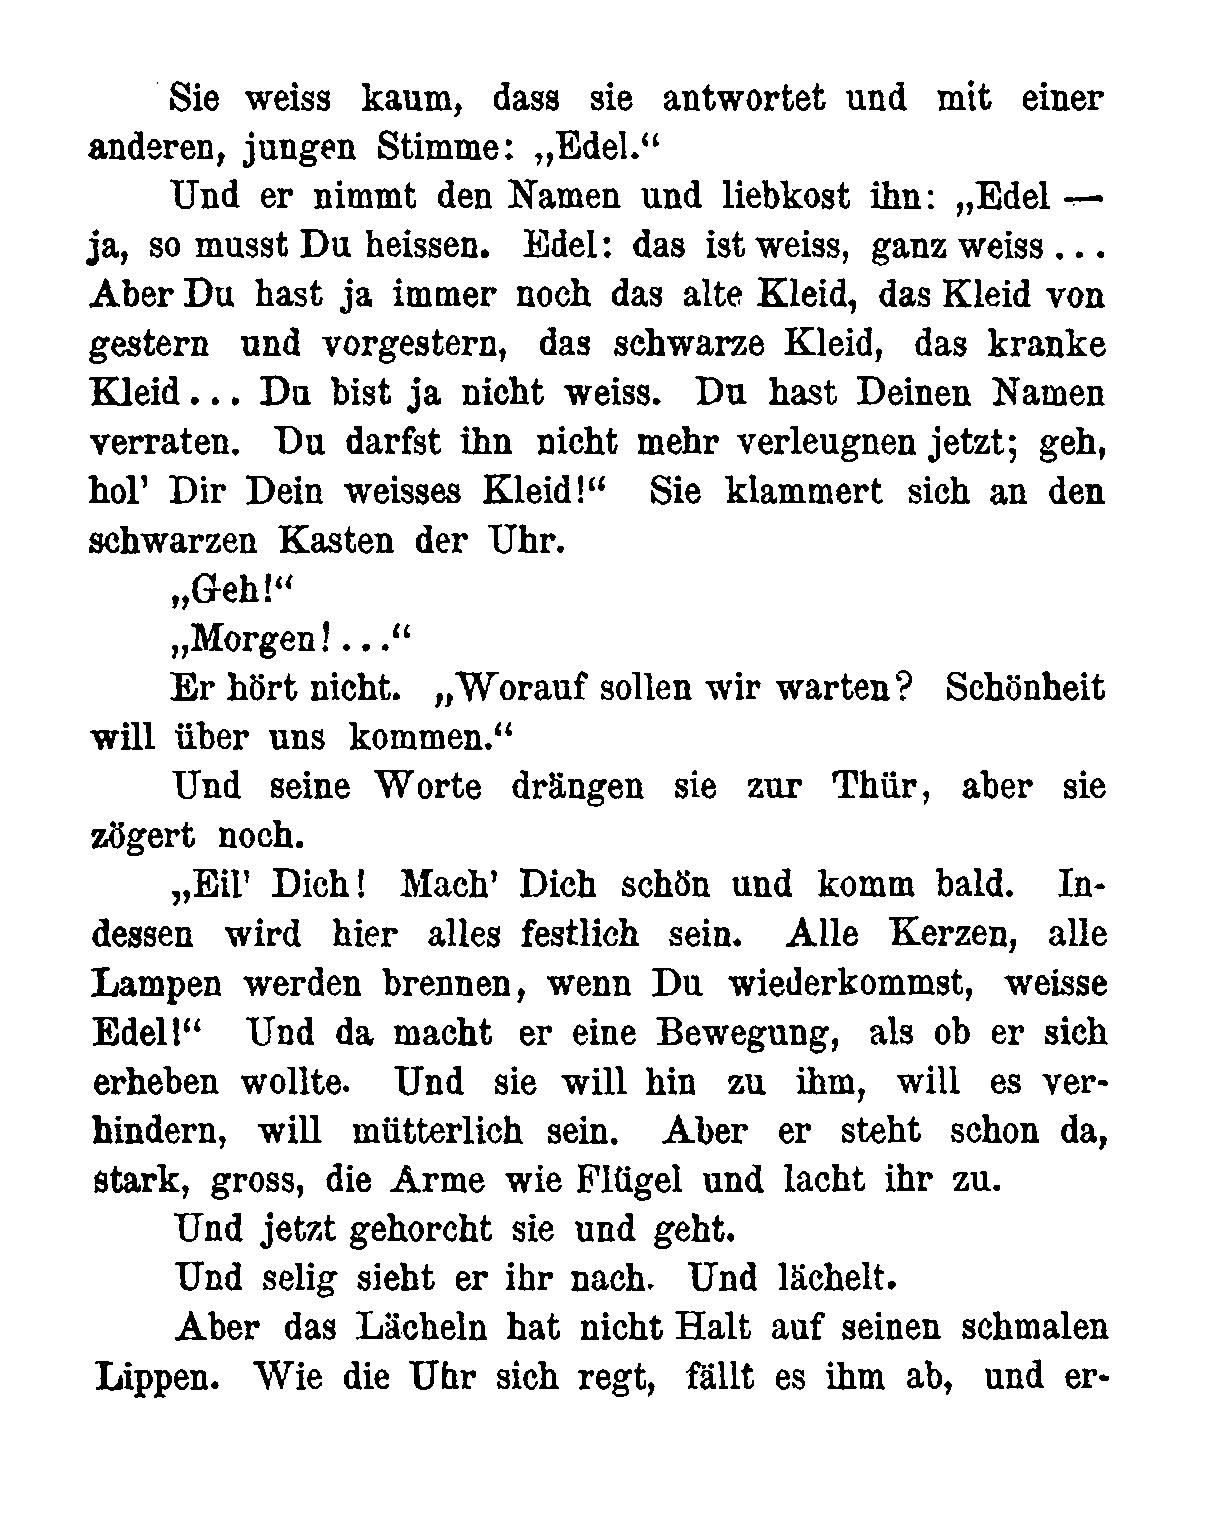 Sie weiss kaum, dass sie antwortet und mit einer
anderen, jungen Stimme: „Edel.“
Und er nimmt den Namen und liebkost ihn: „Edel —
ja, so musst Du heissen. Edel: das ist weiss, ganz weiss...
Aber Du hast ja immer noch das alte Kleid, das Kleid von
gestern und vorgestern, das schwarze Kleid, das kranke
Kleid... Du bist ja nicht weiss. Du hast Deinen Namen
verraten. Du darfst ihn nicht mehr verleugnen jetzt; geh,
hol' Dir Dein weisses Kleid!“ Sie klammert sich an den
schwarzen Kasten der Uhr.
„Geh!“
„Morgen!...“
Er hört nicht. „Worauf sollen wir warten? Schönheit
will über uns kommen.“
Und seine Worte drängen sie zur Thür, aber sie
zögert noch.
„Eil' Dich! Mach' Dich schön und komm bald. In-
dessen wird hier alles festlich sein. Alle Kerzen, alle
Lampen werden brennen, wenn Du wiederkommst, weisse
Edel!“ Und da macht er eine Bewegung, als ob er sich
erheben wollte. Und sie will hin zu ihm, will es ver-
hindern, will mütterlich sein. Aber er steht schon da,
stark, gross, die Arme wie Flügel und lacht ihr zu.
Und jetzt gehorcht sie und geht.
Und selig sieht er ihr nach. Und lächelt.
Aber das Lächeln hat nicht Halt auf seinen schmalen
Lippen. Wie die Uhr sich regt, fällt es ihm ab, und er-